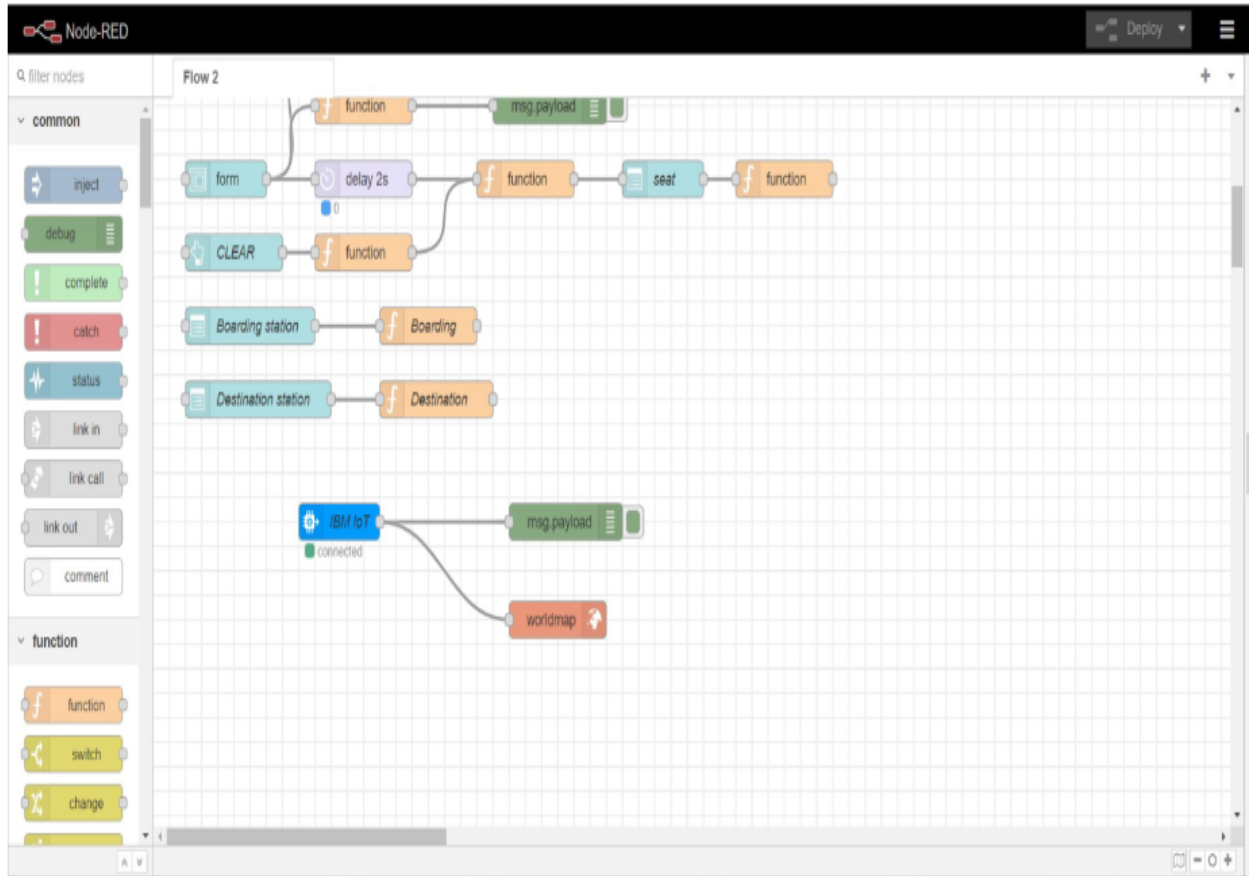 Node-RED
Deploy
filter nodes
Flow 2
common
inject
debug
complete
catch
status
link in
link call
link out
comment
function
function
switch
change
function
msg.payload
form
delay 2s
function
seat
function
0
CLEAR
function
Boarding station
Boarding
Destination station
Destination
IBM IoT
msg.payload
connected
worldmap